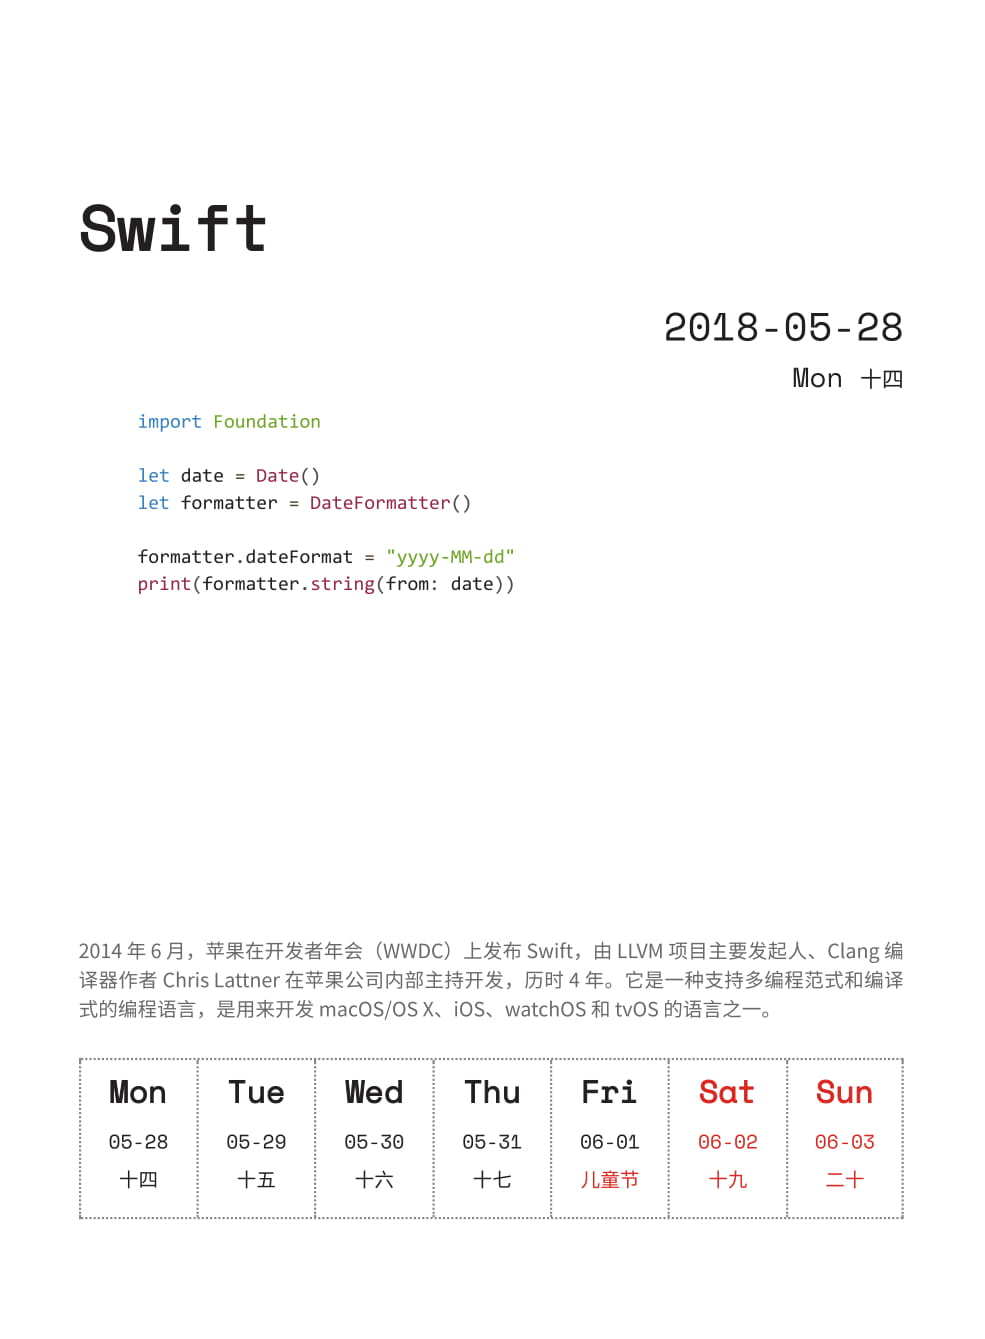 Swift
2018-05-28
Mon 十四
import Foundation
let date = Date()
let formatter = DateFormatter()
formatter.dateFormat = "yyyy-MM-dd"
print(formatter.string(from: date))
2014 年 6 月，苹果在开发者年会（WWDC）上发布 Swift，由 LLVM 项目主要发起人、Clang 编
译器作者 Chris Lattner 在苹果公司内部主持开发，历时 4 年。它是一种支持多编程范式和编译
式的编程语言，是用来开发 macOS/OS X、iOS、watchOS 和 tvOS 的语言之一。
Mon Tue Wed Thu Fri Sat Sun
05-28 05-29 05-30 05-31 06-01 06-02 06-03
十四 十五 十六 十七 儿童节 十九 二十